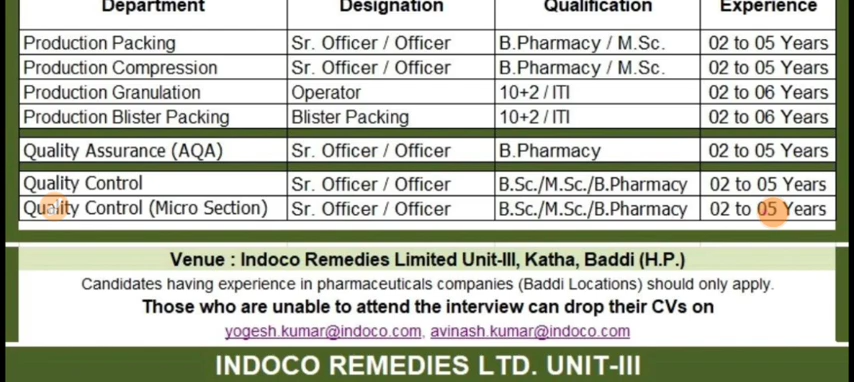 Department Designation Qualification Experience
Production Packing Sr. Officer / Officer B.Pharmacy / M.Sc. 02 to 05 Years
Production Compression Sr. Officer / Officer B.Pharmacy / M.Sc. 02 to 05 Years
Production Granulation Operator 10+2 / ITI 02 to 06 Years
Production Blister Packing Blister Packing 10+2 / ITI 02 to 06 Years
Quality Assurance (AQA) Sr. Officer / Officer B.Pharmacy 02 to 05 Years
Quality Control Sr. Officer / Officer B.Sc./M.Sc./B.Pharmacy 02 to 05 Years
Quality Control (Micro Section) Sr. Officer / Officer B.Sc./M.Sc./B.Pharmacy 02 to 05 Years
Venue : Indoco Remedies Limited Unit-III, Katha, Baddi (H.P.)
Candidates having experience in pharmaceuticals companies (Baddi Locations) should only apply.
Those who are unable to attend the interview can drop their CVs on
yogesh.kumar@indoco.com, avinash.kumar@indoco.com
INDOCO REMEDIES LTD. UNIT-III